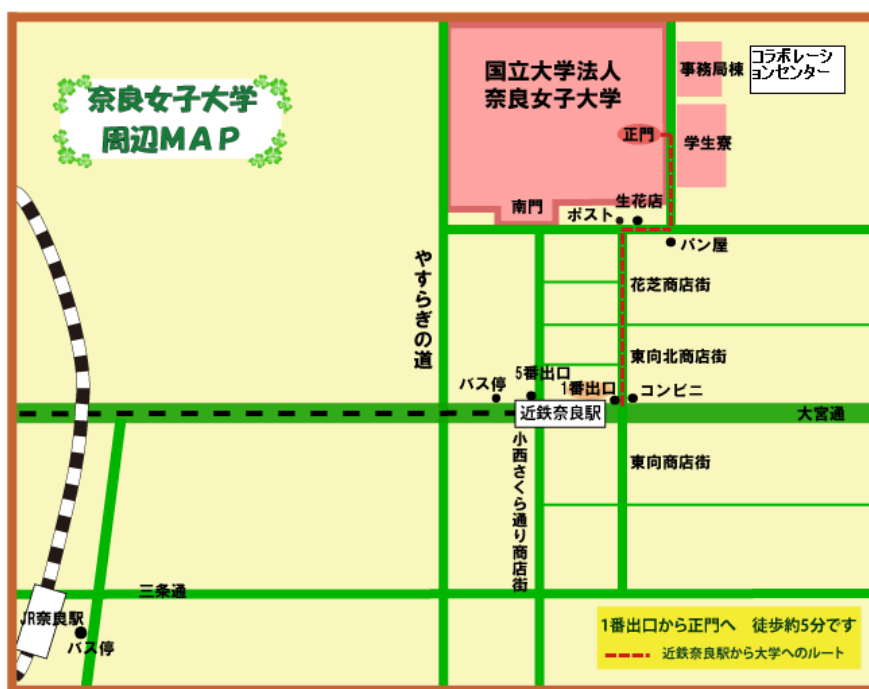 奈良女子大学
周辺MAP
国立大学法人
奈良女子大学
正門
南門
事務局棟
コラボレーシ
ョンセンター
学生寮
生花店
ポスト
パン屋
花芝商店街
やすらぎの道
東向北商店街
5番出口
1番出口
バス停
コンビニ
近鉄奈良駅
大宮通
東向商店街
小西さくら通り商店街
三条通
JR奈良駅
バス停
1番出口から正門へ 徒歩約5分です
近鉄奈良駅から大学へのルート